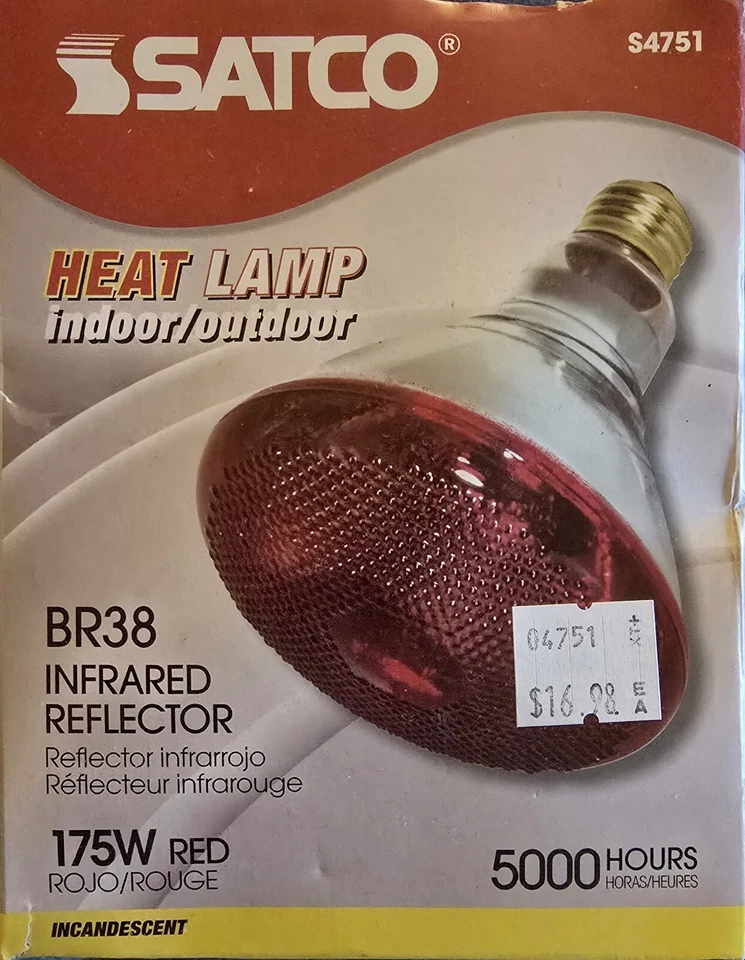 SATCO®
S4751
HEAT LAMP
indoor/outdoor
04751 +tx
$16.98 EA
BR38
INFRARED
REFLECTOR
Reflector infrarrojo
Réflecteur infrarouge
175W RED
ROJO/ROUGE
5000 HOURS
HORAS/HEURES
INCANDESCENT